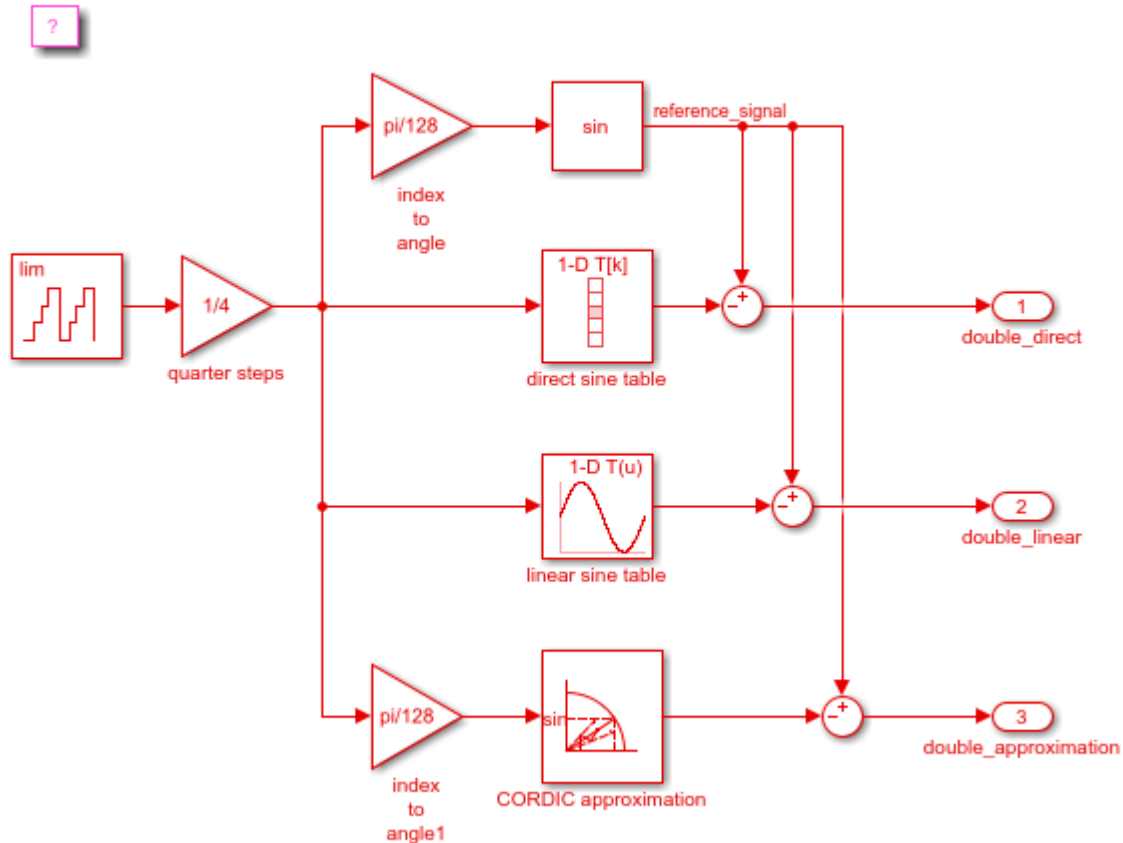 ?
pi/128
sin
reference_signal
index
to
angle
lim
1/4
quarter steps
1-D T[k]
direct sine table
− +
1
double_direct
1-D T(u)
linear sine table
− +
2
double_linear
pi/128
index
to
angle1
sin
CORDIC approximation
− +
3
double_approximation